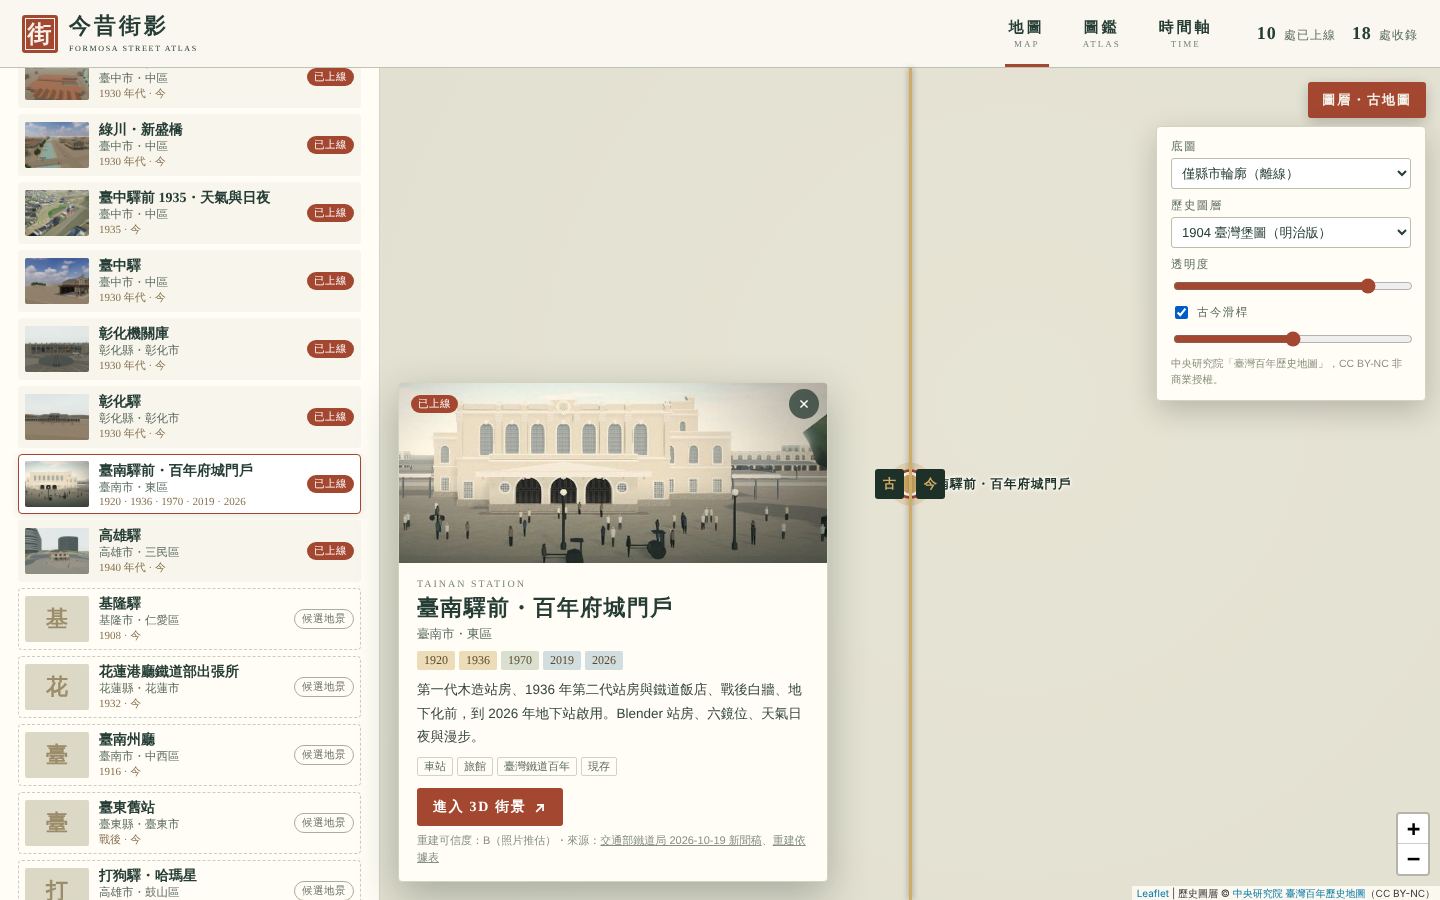 街
今昔街影
FORMOSA STREET ATLAS
地圖
MAP
圖鑑
ATLAS
時間軸
TIME
10 處已上線 18 處收錄
臺中市・中區
1930 年代 · 今
已上線
綠川・新盛橋
臺中市・中區
1930 年代 · 今
已上線
臺中驛前 1935・天氣與日夜
臺中市・中區
1935 · 今
已上線
臺中驛
臺中市・中區
1930 年代 · 今
已上線
彰化機關庫
彰化縣・彰化市
1930 年代 · 今
已上線
彰化驛
彰化縣・彰化市
1930 年代 · 今
已上線
臺南驛前・百年府城門戶
臺南市・東區
1920 · 1936 · 1970 · 2019 · 2026
已上線
高雄驛
高雄市・三民區
1940 年代 · 今
已上線
基
基隆驛
基隆市・仁愛區
1908 · 今
候選地景
花
花蓮港廳鐵道部出張所
花蓮縣・花蓮市
1932 · 今
候選地景
臺
臺南州廳
臺南市・中西區
1916 · 今
候選地景
臺
臺東舊站
臺東縣・臺東市
戰後 · 今
候選地景
打
打狗驛・哈瑪星
高雄市・鼓山區
候選地景
已上線
×
TAINAN STATION
臺南驛前・百年府城門戶
臺南市・東區
1920 1936 1970 2019 2026
第一代木造站房、1936 年第二代站房與鐵道飯店、戰後白牆、地
下化前，到 2026 年地下站啟用。Blender 站房、六鏡位、天氣日
夜與漫步。
車站 旅館 臺灣鐵道百年 現存
進入 3D 街景 ↗
重建可信度：B（照片推估）・來源：交通部鐵道局 2026-10-19 新聞稿、重建依
據表
古 今
驛前・百年府城門戶
圖層・古地圖
底圖
僅縣市輪廓（離線）
歷史圖層
1904 臺灣堡圖（明治版）
透明度
古今滑桿
中央研究院「臺灣百年歷史地圖」，CC BY-NC 非
商業授權。
+
−
Leaflet | 歷史圖層 © 中央研究院 臺灣百年歷史地圖（CC BY-NC）